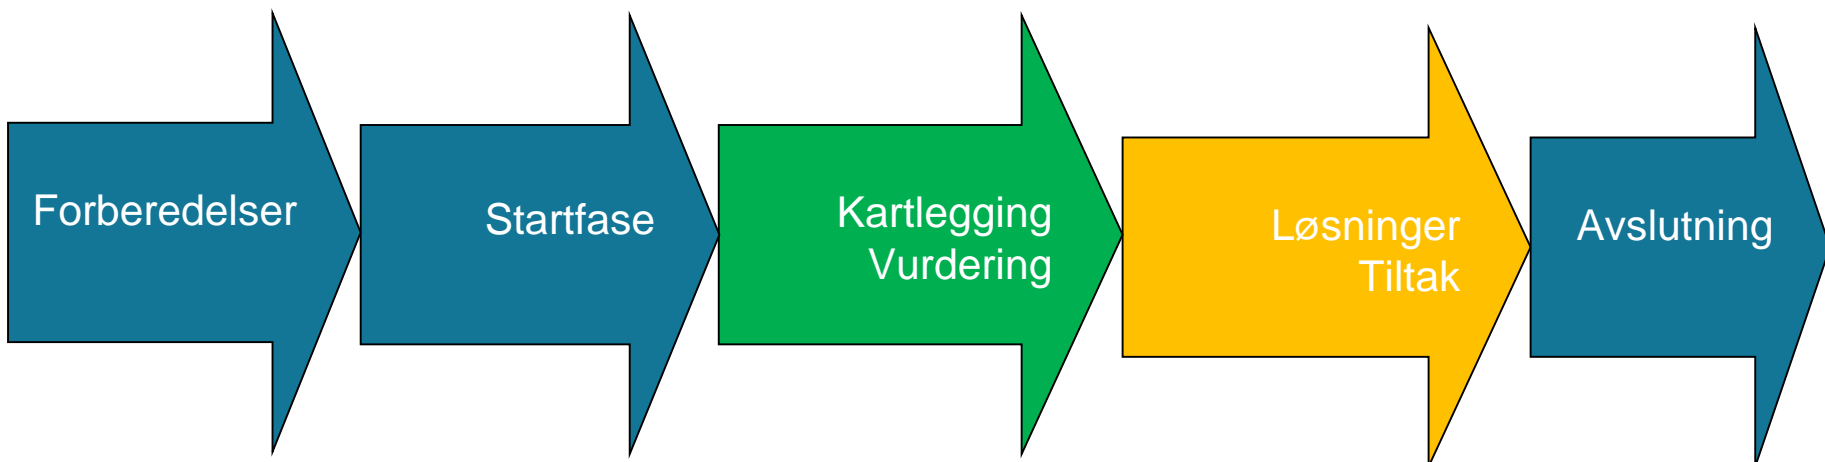 Forberedelser
Startfase
Kartlegging
Vurdering
Løsninger
Tiltak
Avslutning